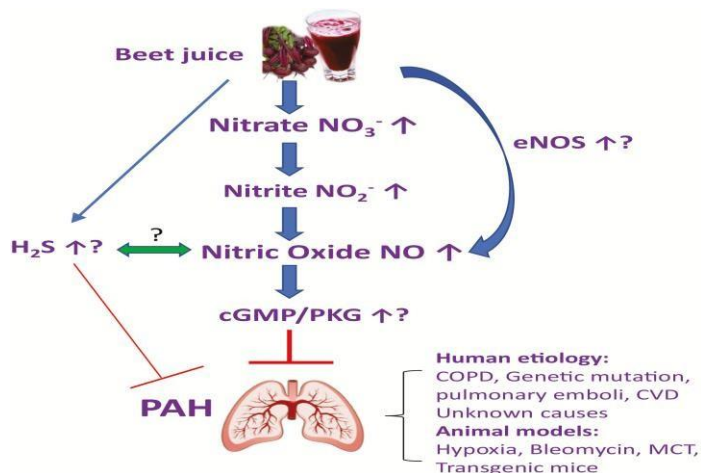 Beet juice
Nitrate NO₃⁻ ↑
eNOS ↑?
Nitrite NO₂⁻ ↑
H₂S ↑?
?
Nitric Oxide NO ↑
cGMP/PKG ↑?
PAH
Human etiology:
COPD, Genetic mutation,
pulmonary emboli, CVD
Unknown causes
Animal models:
Hypoxia, Bleomycin, MCT,
Transgenic mice